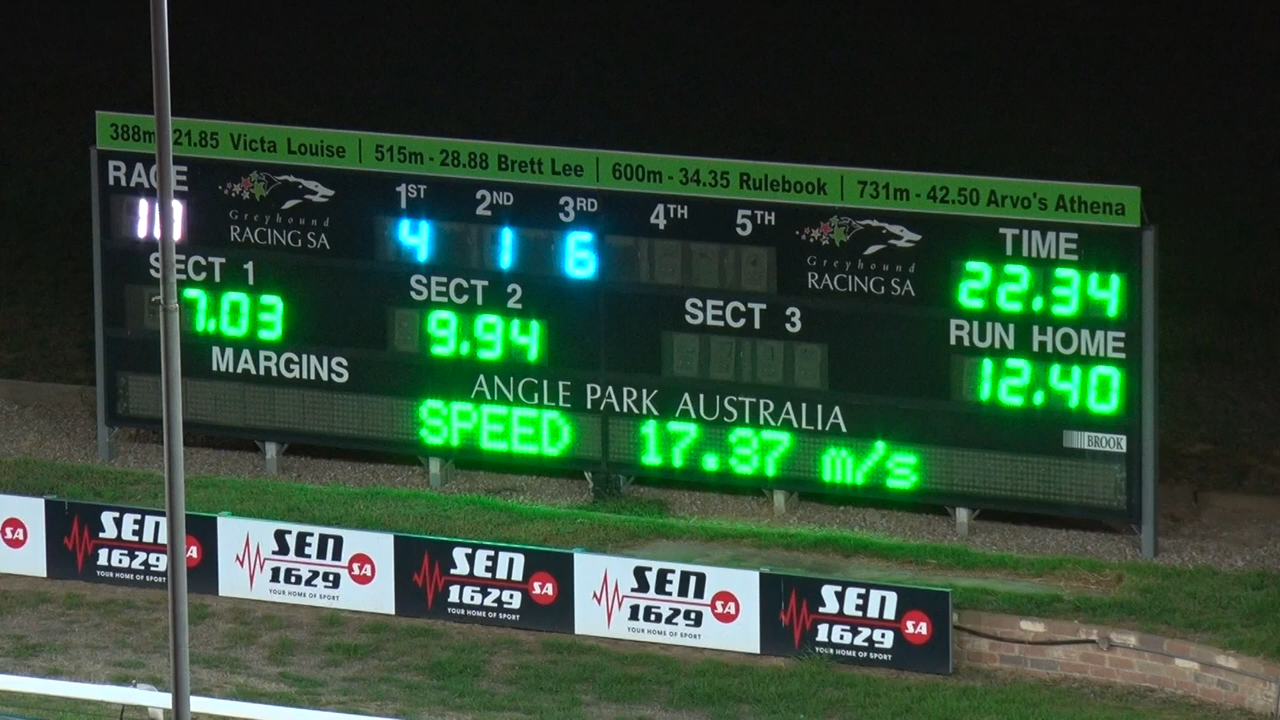 388m 21.85 Victa Louise | 515m - 28.88 Brett Lee | 600m - 34.35 Rulebook | 731m - 42.50 Arvo's Athena
RACE
Greyhound
RACING SA
1ST 2ND 3RD 4TH 5TH
4 1 6
Greyhound
RACING SA
TIME
22.34
SECT 1
7.03
SECT 2
9.94
SECT 3
RUN HOME
12.40
MARGINS
ANGLE PARK AUSTRALIA
SPEED 17.37 m/s
BROOK
SA
SEN
1629 SA
YOUR HOME OF SPORT
SEN
1629 SA
YOUR HOME OF SPORT
SEN
1629 SA
YOUR HOME OF SPORT
SEN
1629 SA
YOUR HOME OF SPORT
SEN
1629 SA
YOUR HOME OF SPORT